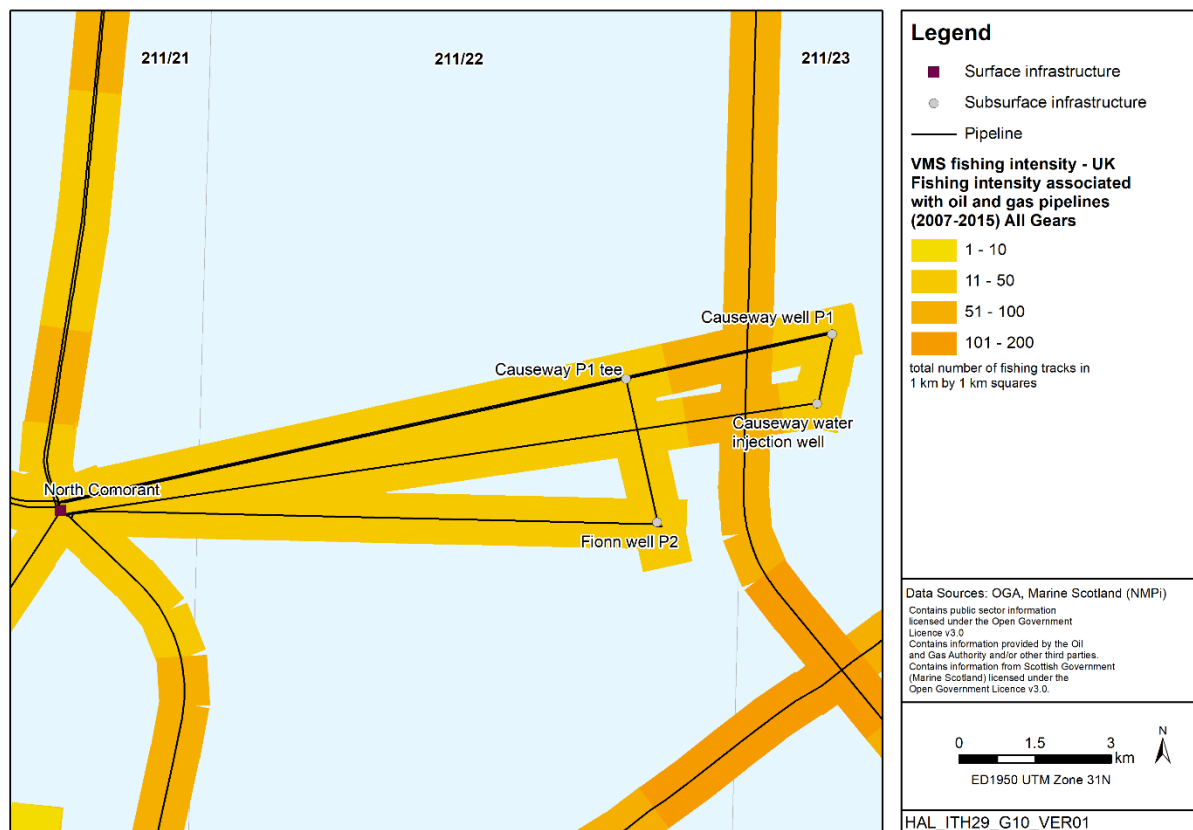 211/21
211/22
211/23
Causeway well P1
Causeway P1 tee
Causeway water
injection well
North Comorant
Fionn well P2
Legend
Surface infrastructure
Subsurface infrastructure
Pipeline
VMS fishing intensity - UK
Fishing intensity associated
with oil and gas pipelines
(2007-2015) All Gears
1 - 10
11 - 50
51 - 100
101 - 200
total number of fishing tracks in
1 km by 1 km squares
Data Sources: OGA, Marine Scotland (NMPi)
Contains public sector information
licensed under the Open Government
Licence v3.0
Contains information provided by the Oil
and Gas Authority and/or other third parties.
Contains information from Scottish Government
(Marine Scotland) licensed under the
Open Government Licence v3.0.
0 1.5 3
km
N
ED1950 UTM Zone 31N
HAL_ITH29_G10_VER01